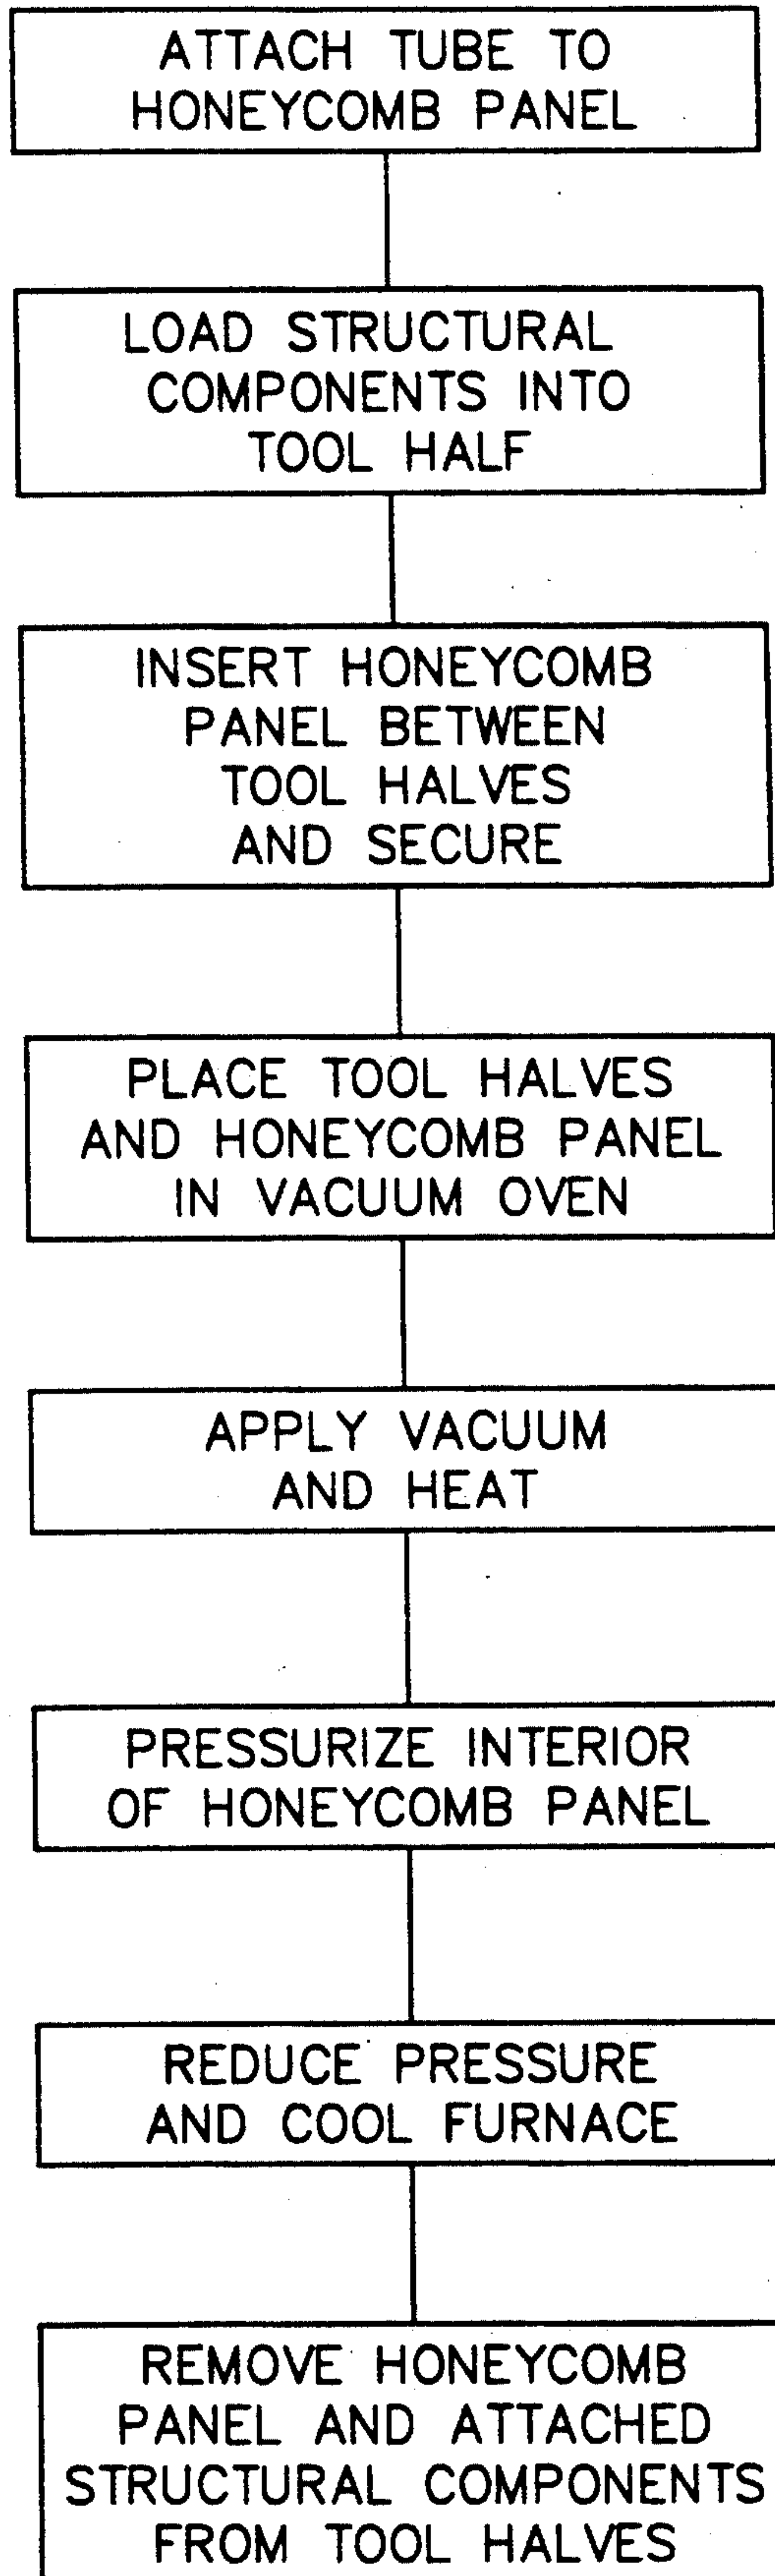 ATTACH TUBE TO
HONEYCOMB PANEL
LOAD STRUCTURAL
COMPONENTS INTO
TOOL HALF
INSERT HONEYCOMB
PANEL BETWEEN
TOOL HALVES
AND SECURE
PLACE TOOL HALVES
AND HONEYCOMB PANEL
IN VACUUM OVEN
APPLY VACUUM
AND HEAT
PRESSURIZE INTERIOR
OF HONEYCOMB PANEL
REDUCE PRESSURE
AND COOL FURNACE
REMOVE HONEYCOMB
PANEL AND ATTACHED
STRUCTURAL COMPONENTS
FROM TOOL HALVES